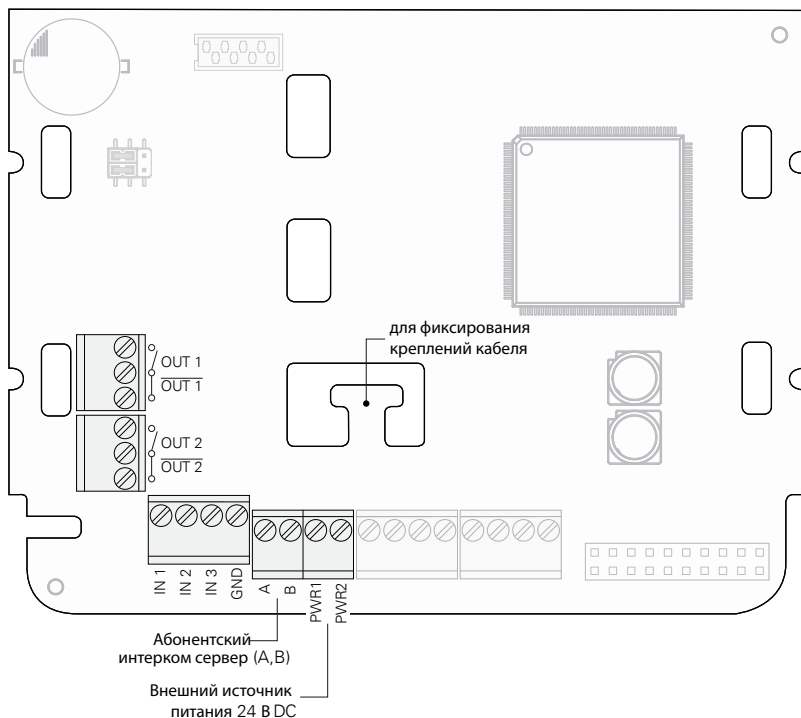 для фиксирования
креплений кабеля
OUT 1
OUT 1
OUT 2
OUT 2
IN 1
IN 2
IN 3
GND
A
B
PWR1
PWR2
Абонентский
интерком сервер (A,B)
Внешний источник
питания 24 В DC